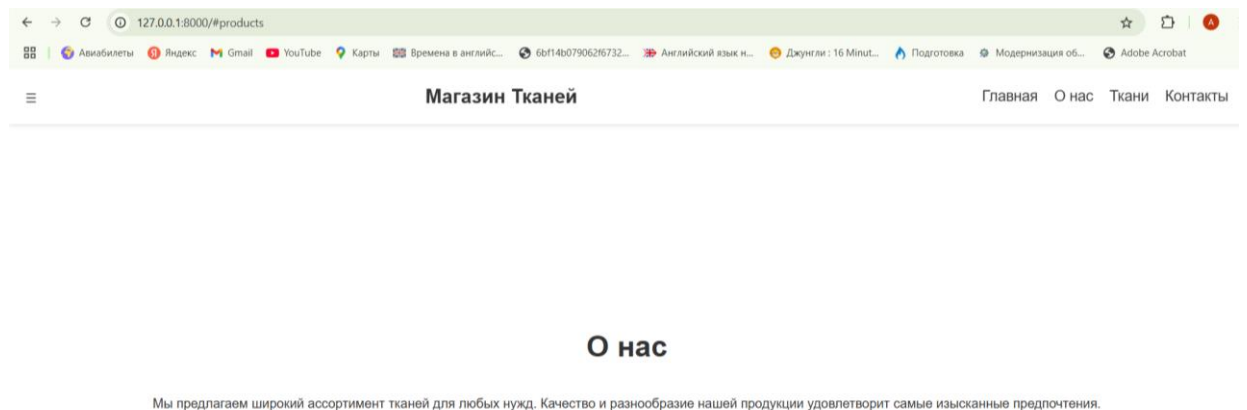 127.0.0.1:8000/#products
A
Авиабилеты Яндекс Gmail YouTube Карты Времена в английс... 6bf14b079062f6732... Английский язык н... Джунгли : 16 Minut... Подготовка Модернизация об... Adobe Acrobat
Магазин Тканей Главная О нас Ткани Контакты
О нас
Мы предлагаем широкий ассортимент тканей для любых нужд. Качество и разнообразие нашей продукции удовлетворит самые изысканные предпочтения.